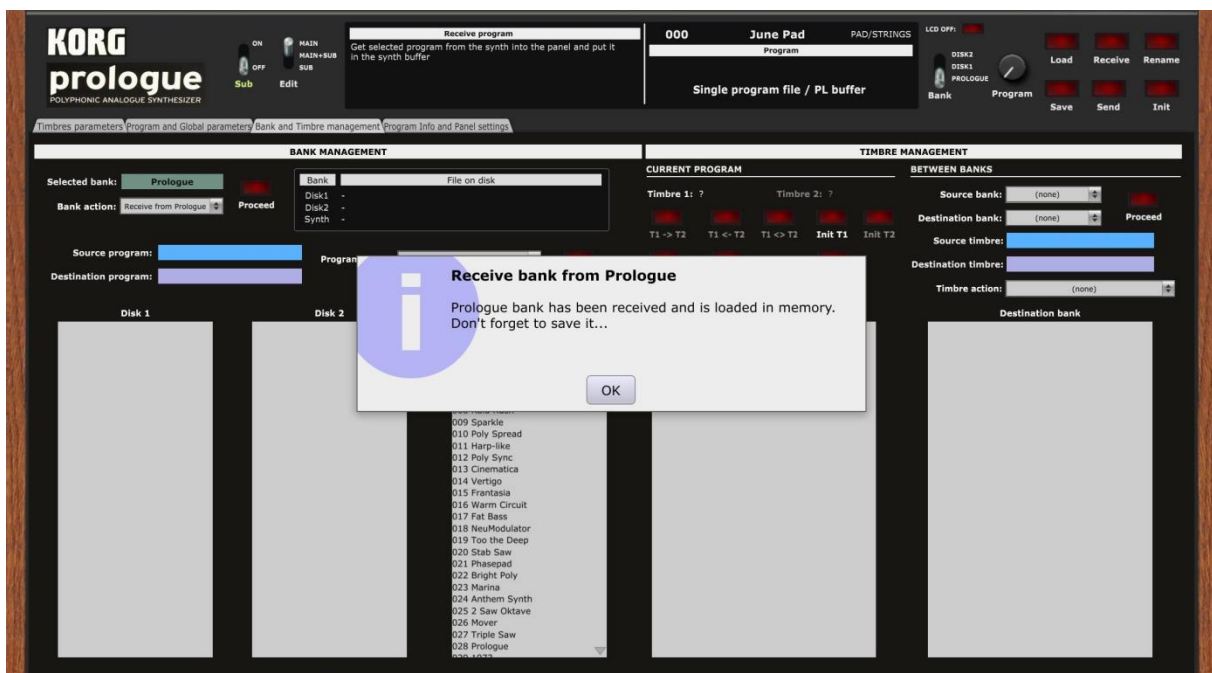 KORG
prologue
POLYPHONIC ANALOGUE SYNTHESIZER
ON
OFF
Sub
MAIN
MAIN+SUB
SUB
Edit
Receive program
Get selected program from the synth into the panel and put it
in the synth buffer
000 June Pad PAD/STRINGS
Program
Single program file / PL buffer
LCD OFF:
DISK2
DISK1
PROLOGUE
Bank
Program
Load Receive Rename
Save Send Init
Timbres parameters Program and Global parameters Bank and Timbre management Program Info and Panel settings
BANK MANAGEMENT
Selected bank: Prologue
Bank action: Receive from Prologue Proceed
Bank File on disk
Disk1 -
Disk2 -
Synth -
Source program:
Destination program:
TIMBRE MANAGEMENT
CURRENT PROGRAM
Timbre 1: ? Timbre 2: ?
T1 -> T2 T1 <- T2 T1 <> T2 Init T1 Init T2
BETWEEN BANKS
Source bank: (none)
Destination bank: (none) Proceed
Source timbre:
Destination timbre:
Timbre action: (none)
Receive bank from Prologue
Prologue bank has been received and is loaded in memory.
Don't forget to save it...
OK
Disk 1
Disk 2
Destination bank
009 Sparkle
010 Poly Spread
011 Harp-like
012 Poly Sync
013 Cinematica
014 Vertigo
015 Frantasia
016 Warm Circuit
017 Fat Bass
018 NeuModulator
019 Too the Deep
020 Stab Saw
021 Phasepad
022 Bright Poly
023 Marina
024 Anthem Synth
025 2 Saw Oktave
026 Mover
027 Triple Saw
028 Prologue